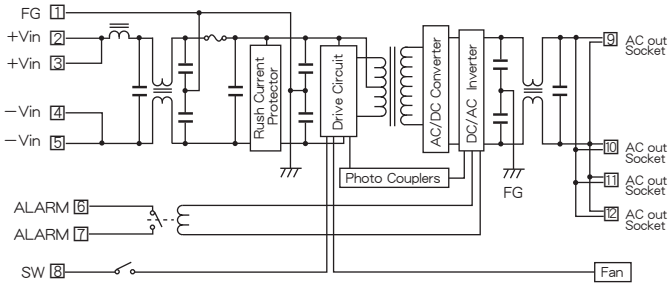 FG 1
+Vin 2
+Vin 3
−Vin 4
−Vin 5
Rush Current
Protector
Drive Circuit
AC/DC Converter
DC/AC Inverter
Photo Couplers
FG
9 AC out
Socket
10 AC out
Socket
11 AC out
Socket
12 AC out
Socket
ALARM 6
ALARM 7
SW 8
Fan